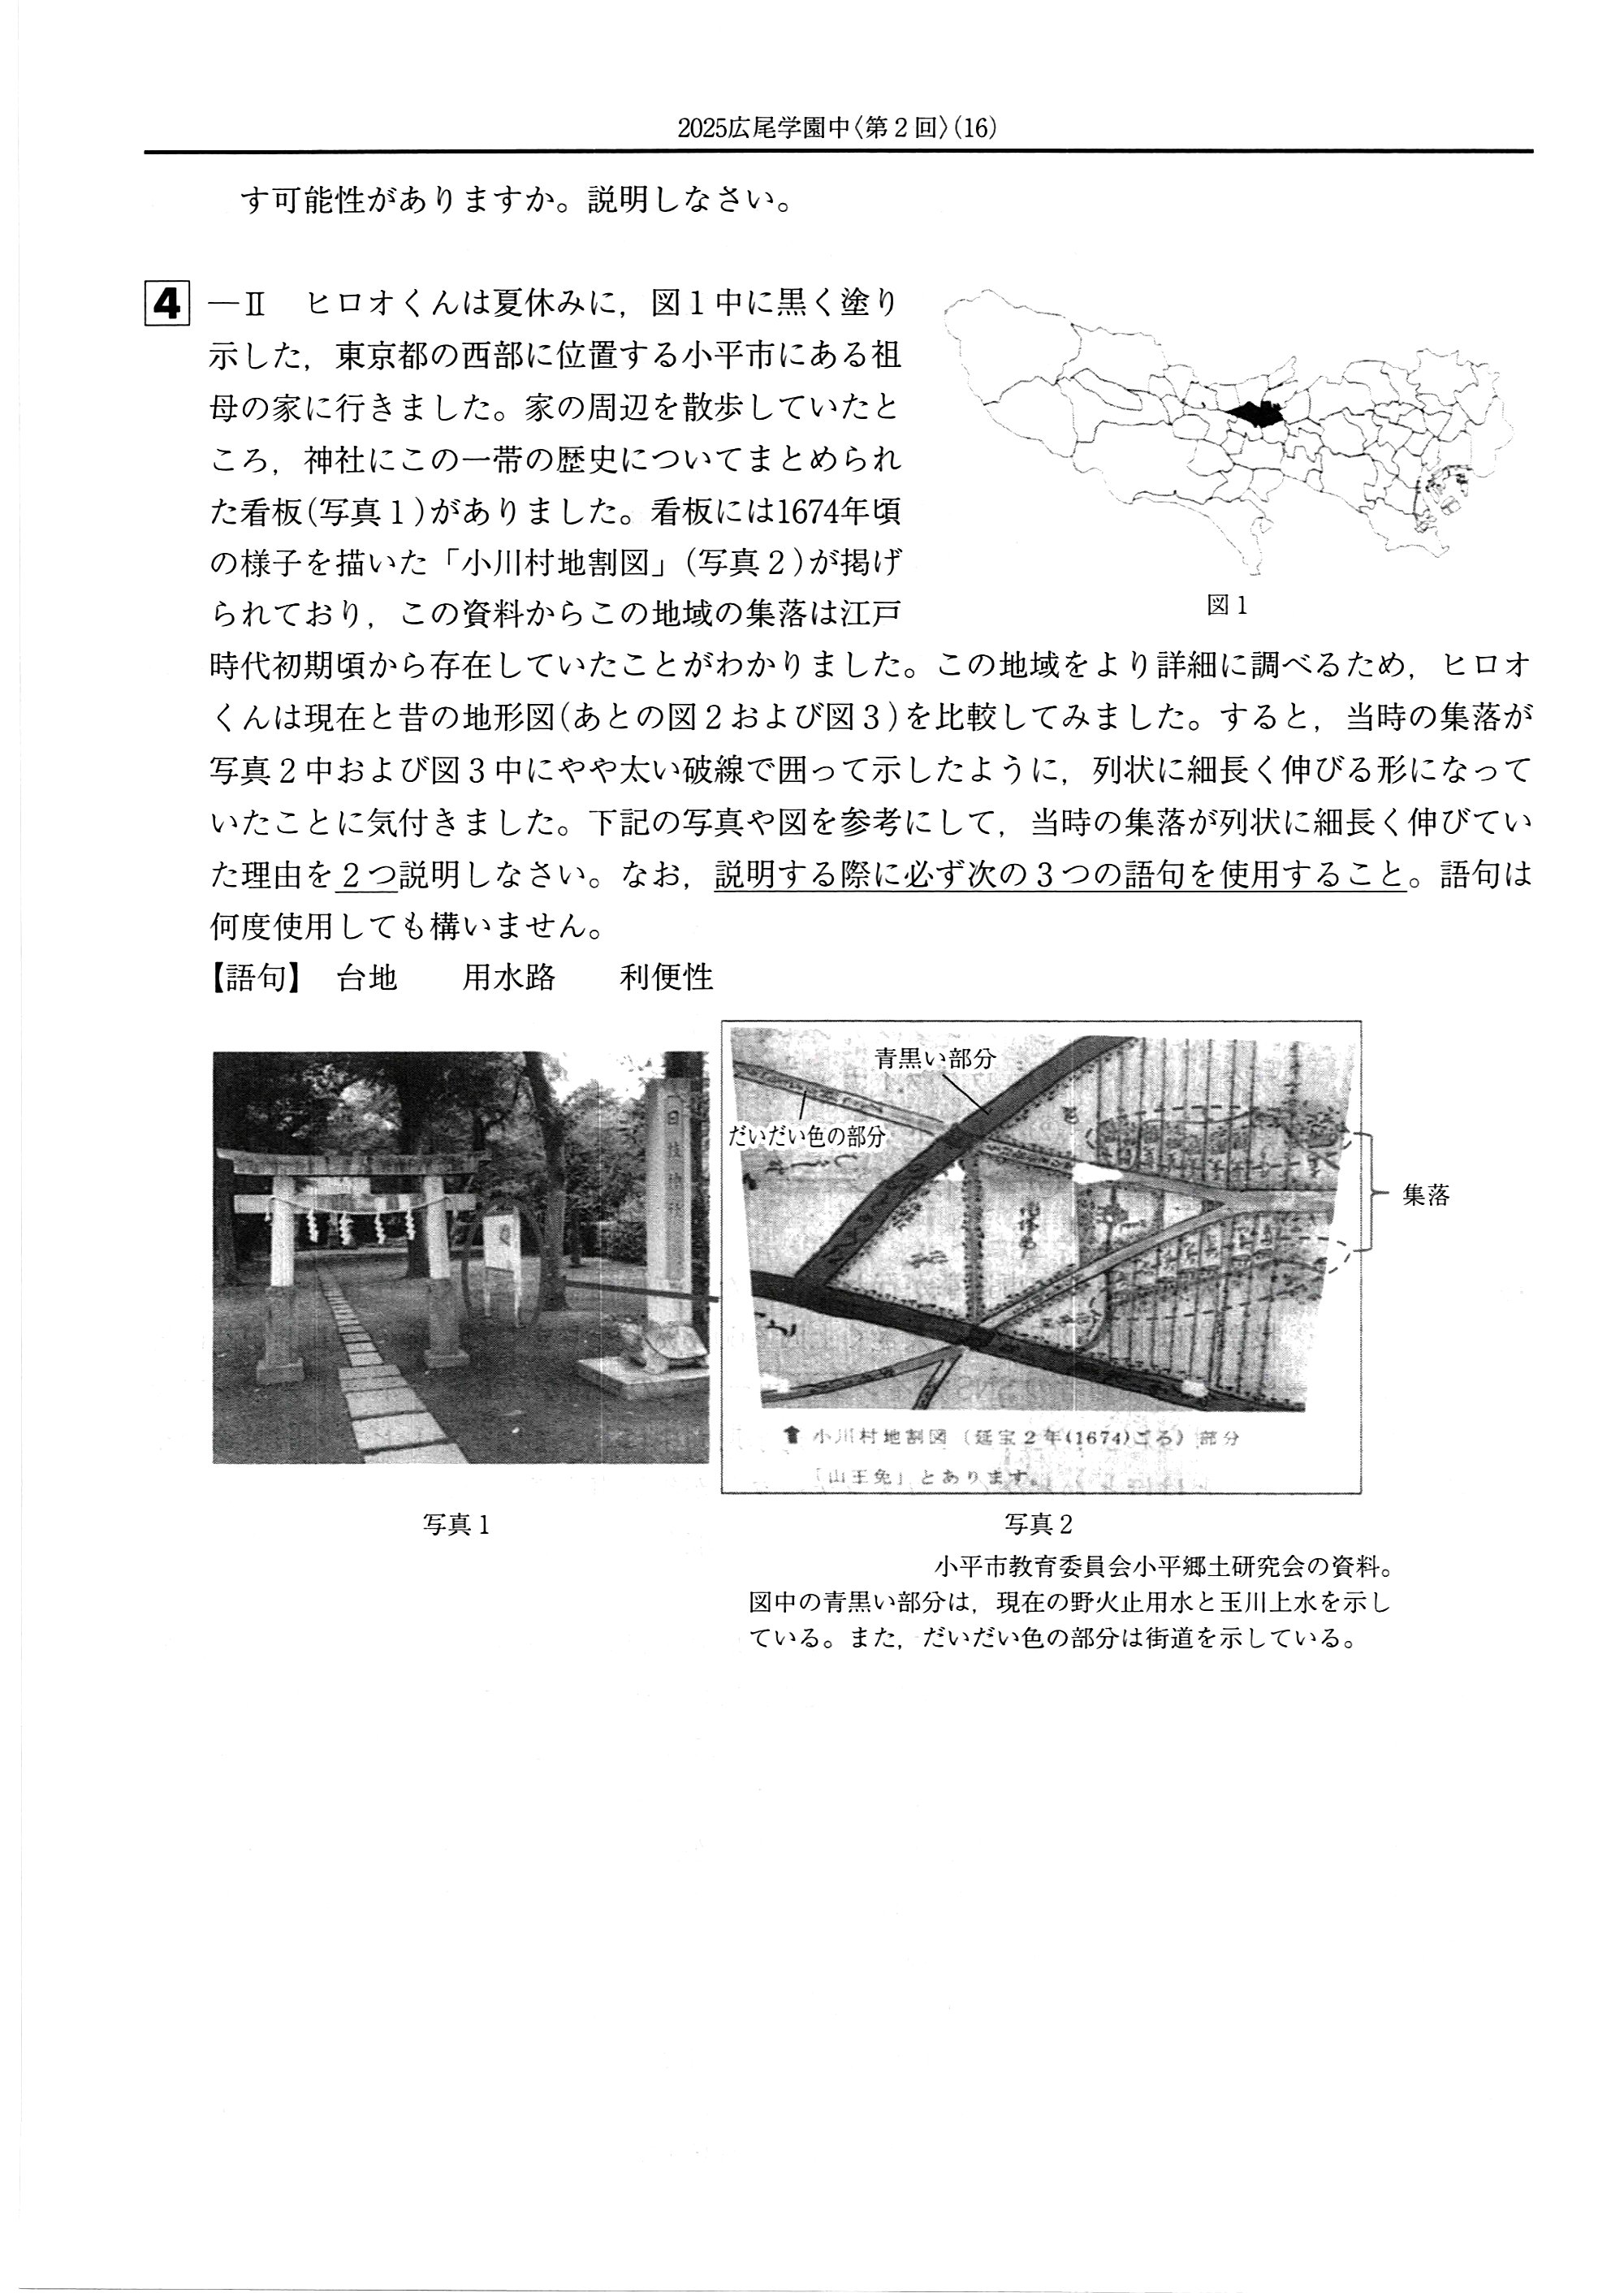 2025広尾学園中〈第2回〉(16)
す可能性がありますか。説明しなさい。
4 ―Ⅱ ヒロオくんは夏休みに，図1中に黒く塗り
示した，東京都の西部に位置する小平市にある祖
母の家に行きました。家の周辺を散歩していたと
ころ，神社にこの一帯の歴史についてまとめられ
た看板(写真1)がありました。看板には1674年頃
の様子を描いた「小川村地割図」(写真2)が掲げ
られており，この資料からこの地域の集落は江戸
図1
時代初期頃から存在していたことがわかりました。この地域をより詳細に調べるため，ヒロオ
くんは現在と昔の地形図(あとの図2および図3)を比較してみました。すると，当時の集落が
写真2中および図3中にやや太い破線で囲って示したように，列状に細長く伸びる形になって
いたことに気付きました。下記の写真や図を参考にして，当時の集落が列状に細長く伸びてい
た理由を2つ説明しなさい。なお，説明する際に必ず次の3つの語句を使用すること。語句は
何度使用しても構いません。
【語句】 台地 用水路 利便性
青黒い部分
だいだい色の部分
集落
日枝神社
小川村地割図（延宝2年(1674)ごろ）部分
「山王免」とあります。
写真1
写真2
小平市教育委員会小平郷土研究会の資料。
図中の青黒い部分は，現在の野火止用水と玉川上水を示し
ている。また，だいだい色の部分は街道を示している。